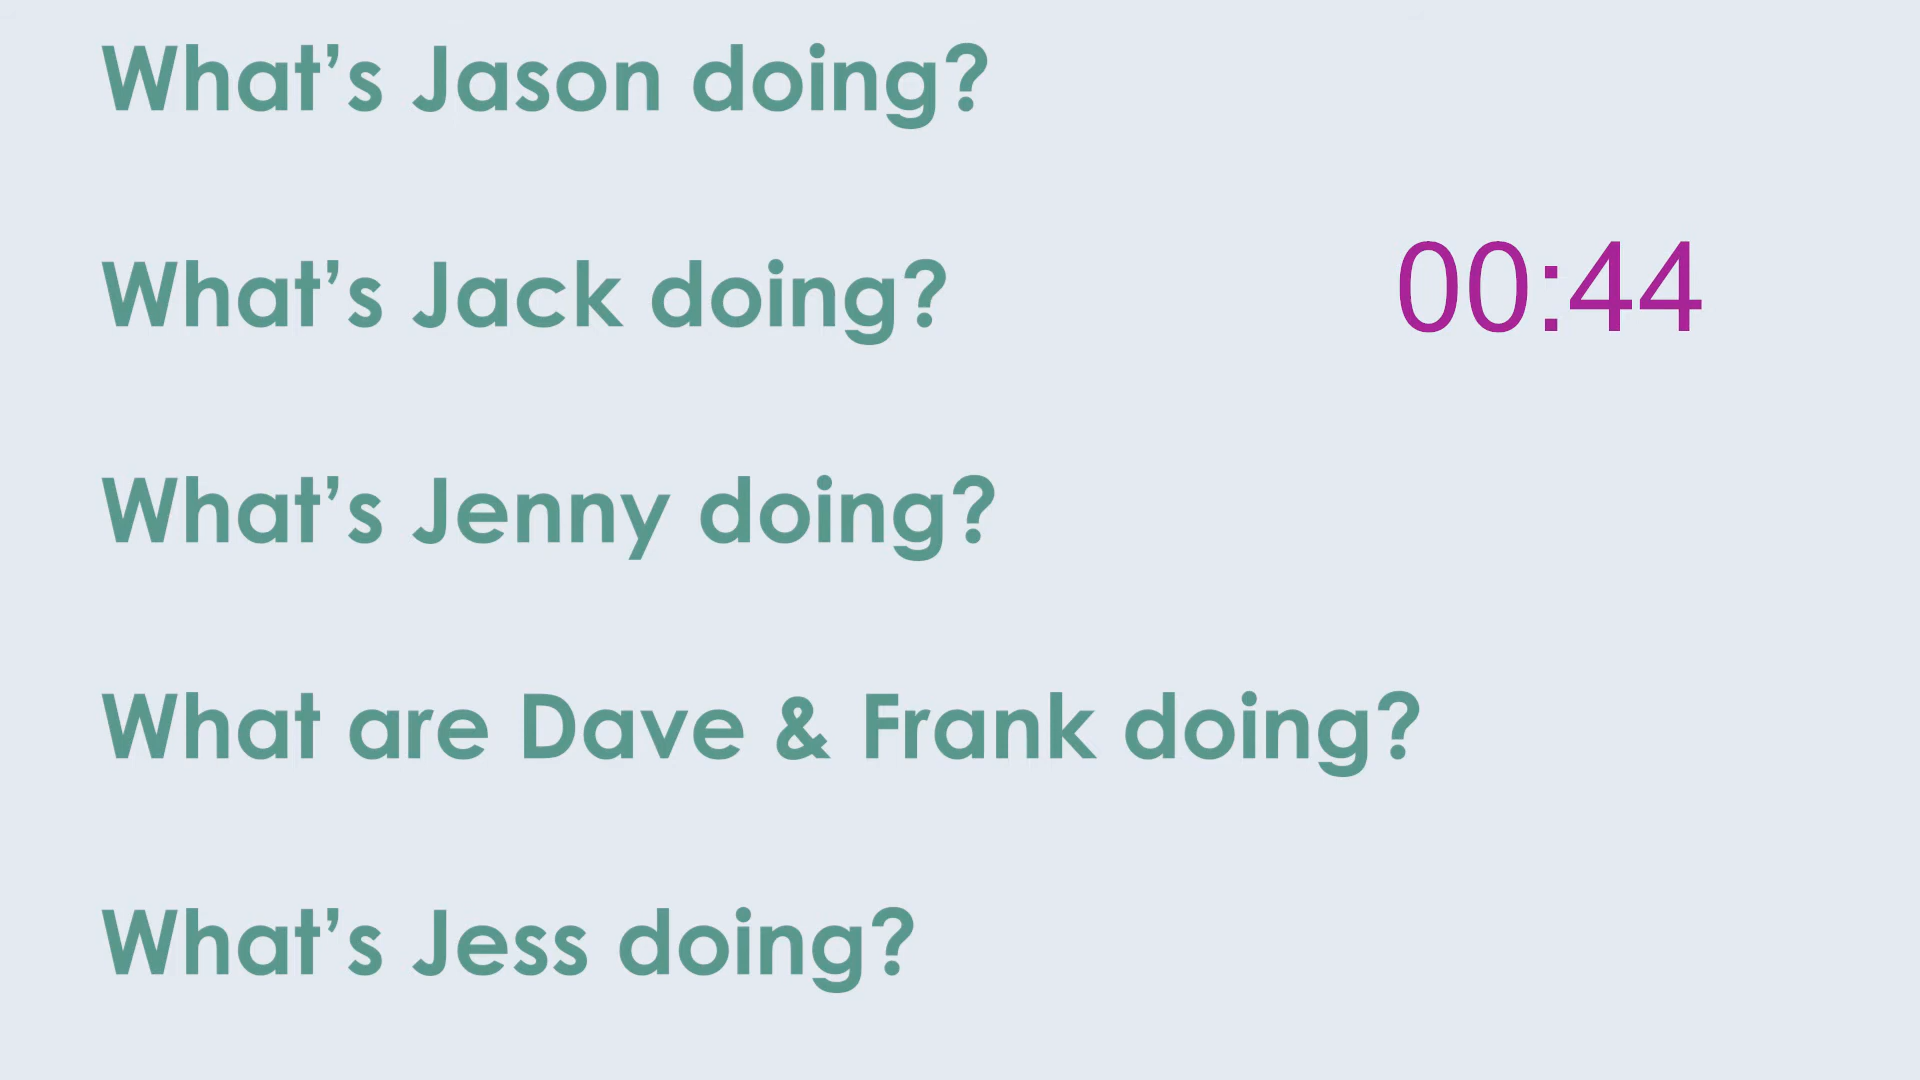 What’s Jason doing?
What’s Jack doing?
00:44
What’s Jenny doing?
What are Dave & Frank doing?
What’s Jess doing?